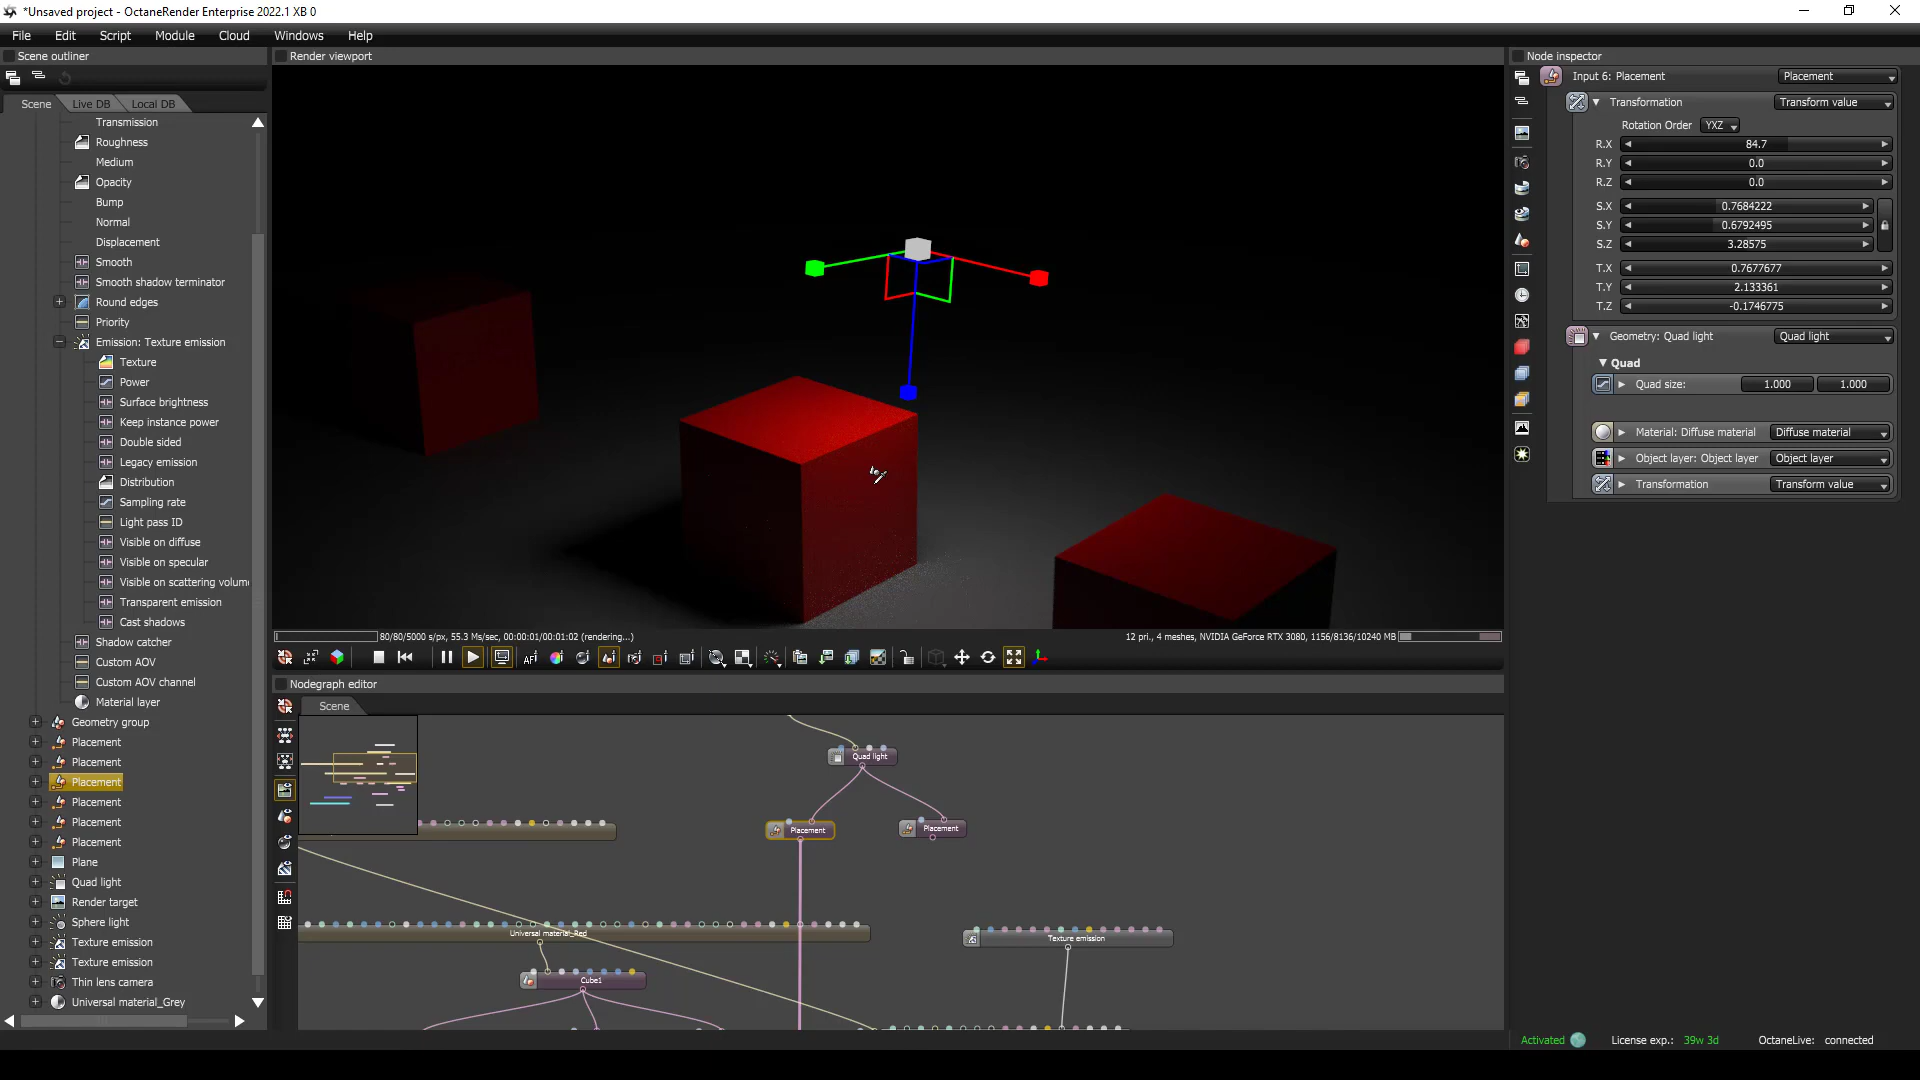 *Unsaved project - OctaneRender Enterprise 2022.1 XB 0
File Edit Script Module Cloud Windows Help
Scene outliner
Scene Live DB Local DB
Transmission
Roughness
Medium
Opacity
Bump
Normal
Displacement
Smooth
Smooth shadow terminator
Round edges
Priority
Emission: Texture emission
Texture
Power
Surface brightness
Keep instance power
Double sided
Legacy emission
Distribution
Sampling rate
Light pass ID
Visible on diffuse
Visible on specular
Visible on scattering volum
Transparent emission
Cast shadows
Shadow catcher
Custom AOV
Custom AOV channel
Material layer
Geometry group
Placement
Placement
Placement
Placement
Placement
Placement
Plane
Quad light
Render target
Sphere light
Texture emission
Texture emission
Thin lens camera
Universal material_Grey
Render viewport
80/80/5000 s/px, 55.3 Ms/sec, 00:00:01/00:01:02 (rendering...)
12 pri., 4 meshes, NVIDIA GeForce RTX 3080, 1156/8136/10240 MB
AF
Nodegraph editor
Scene
Quad light
Placement
Placement
Universal material_Red
Texture emission
Cube1
Node inspector
Input 6: Placement Placement
Transformation Transform value
Rotation Order YXZ
R.X 84.7
R.Y 0.0
R.Z 0.0
S.X 0.7684222
S.Y 0.6792495
S.Z 3.28575
T.X 0.7677677
T.Y 2.133361
T.Z -0.1746775
Geometry: Quad light Quad light
Quad
Quad size: 1.000 1.000
Material: Diffuse material Diffuse material
Object layer: Object layer Object layer
Transformation Transform value
Activated License exp.: 39w 3d OctaneLive: connected